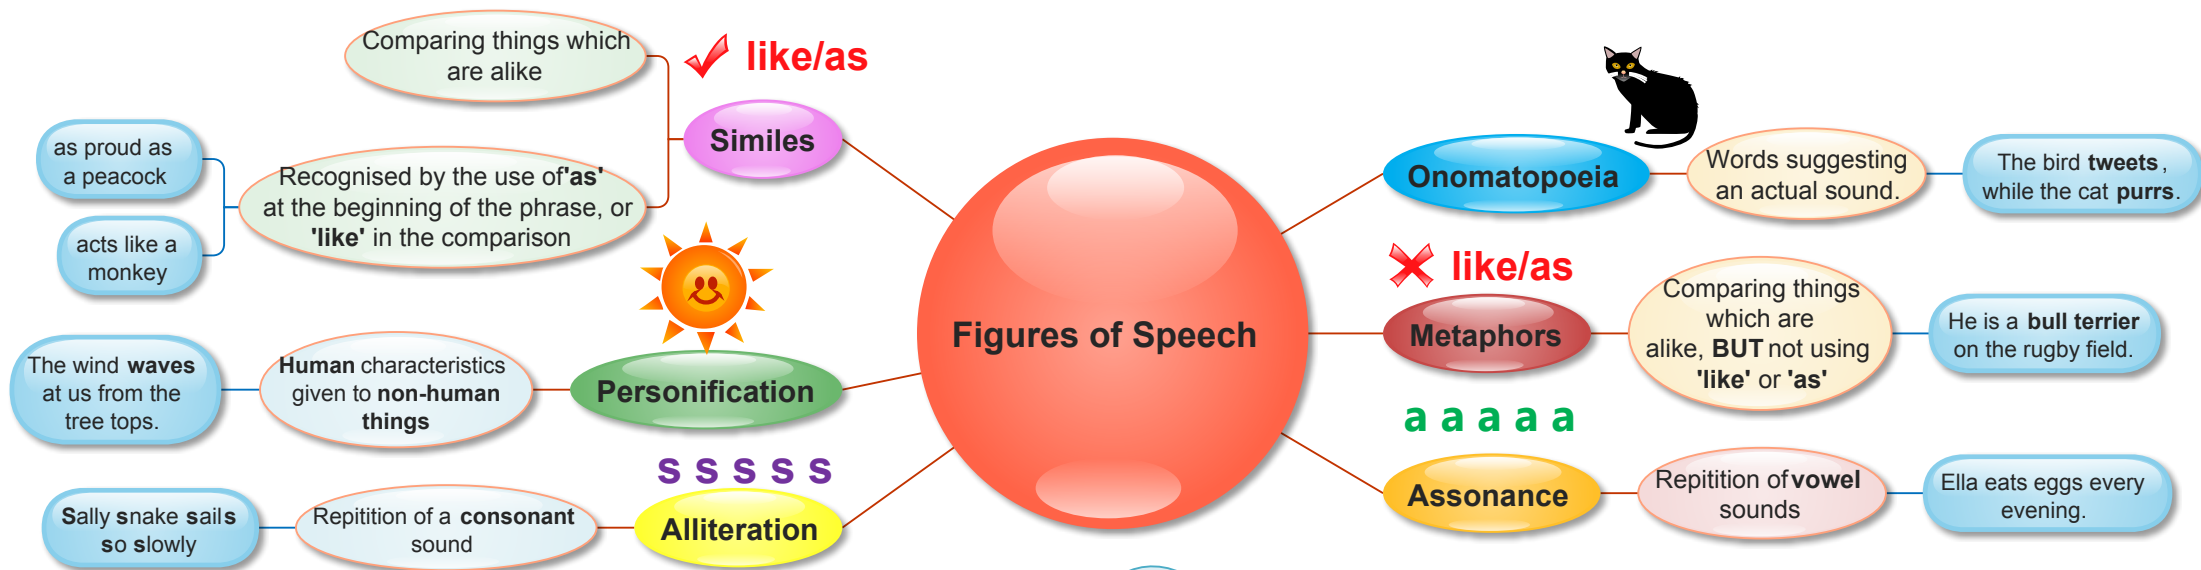 Figures of Speech
like/as
Similes
Comparing things which
are alike
Recognised by the use of 'as'
at the beginning of the phrase, or
'like' in the comparison
as proud as
a peacock
acts like a
monkey
Personification
Human characteristics
given to non-human
things
The wind waves
at us from the
tree tops.
s s s s s
Alliteration
Repitition of a consonant
sound
Sally snake sails
so slowly
Onomatopoeia
Words suggesting
an actual sound.
The bird tweets,
while the cat purrs.
like/as
Metaphors
Comparing things
which are
alike, BUT not using
'like' or 'as'
He is a bull terrier
on the rugby field.
a a a a a
Assonance
Repitition of vowel
sounds
Ella eats eggs every
evening.